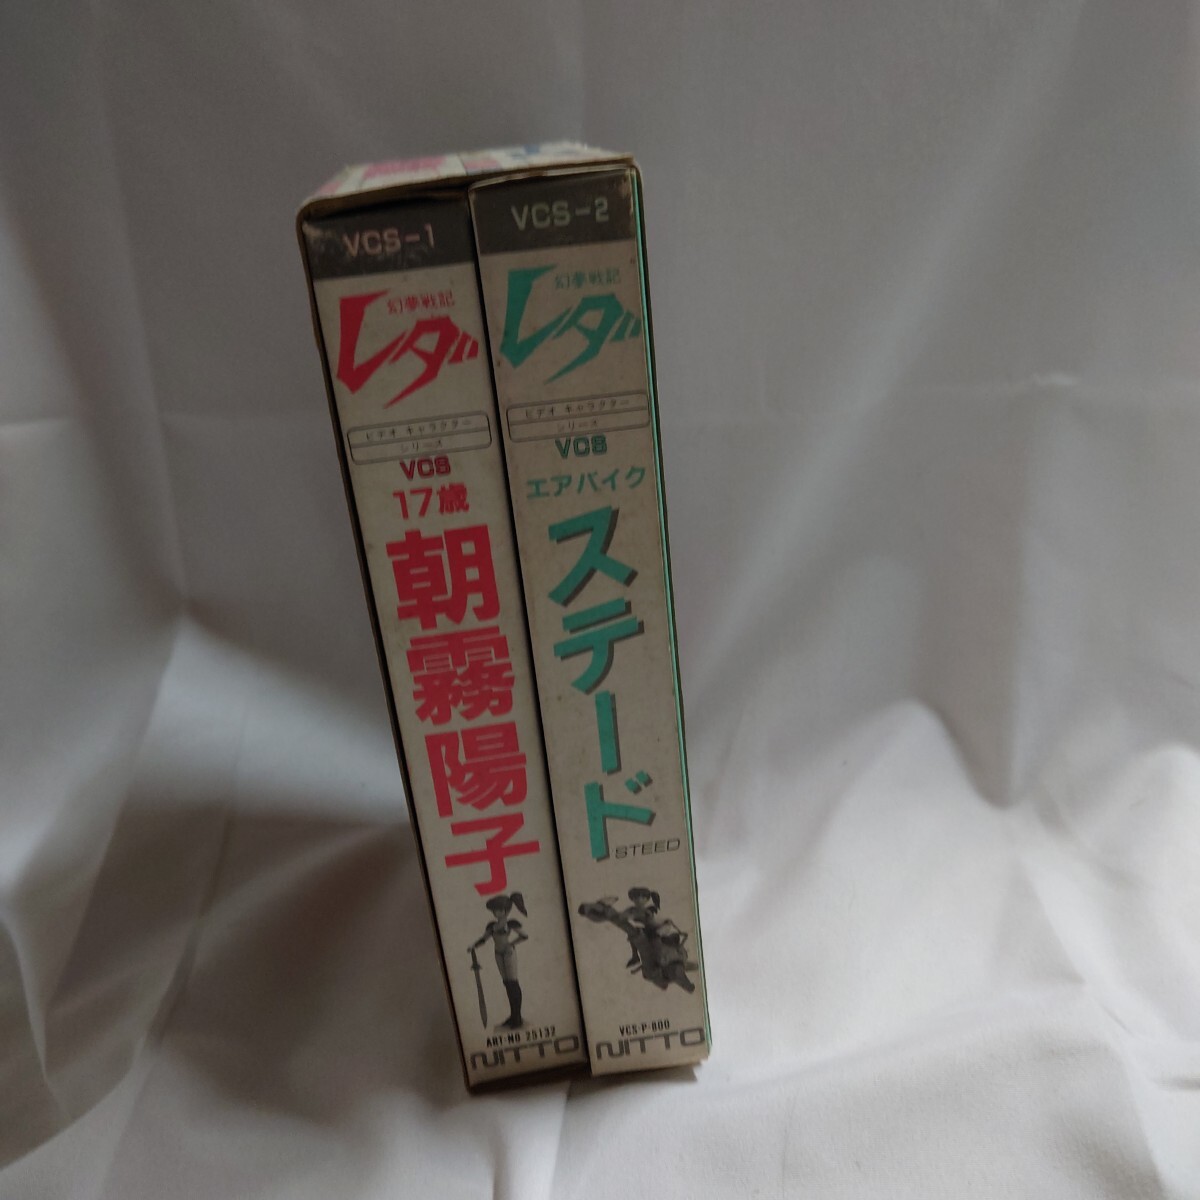 VCS-1
幻夢戦記
レダ
ビデオ キャラクター
シリーズ
VCS
17歳
朝霧陽子
ART-NO 25132
NITTO
VCS-2
幻夢戦記
レダ
ビデオ キャラクター
シリーズ
VCS
エアバイク
ステード
STEED
VCS-P-800
NITTO